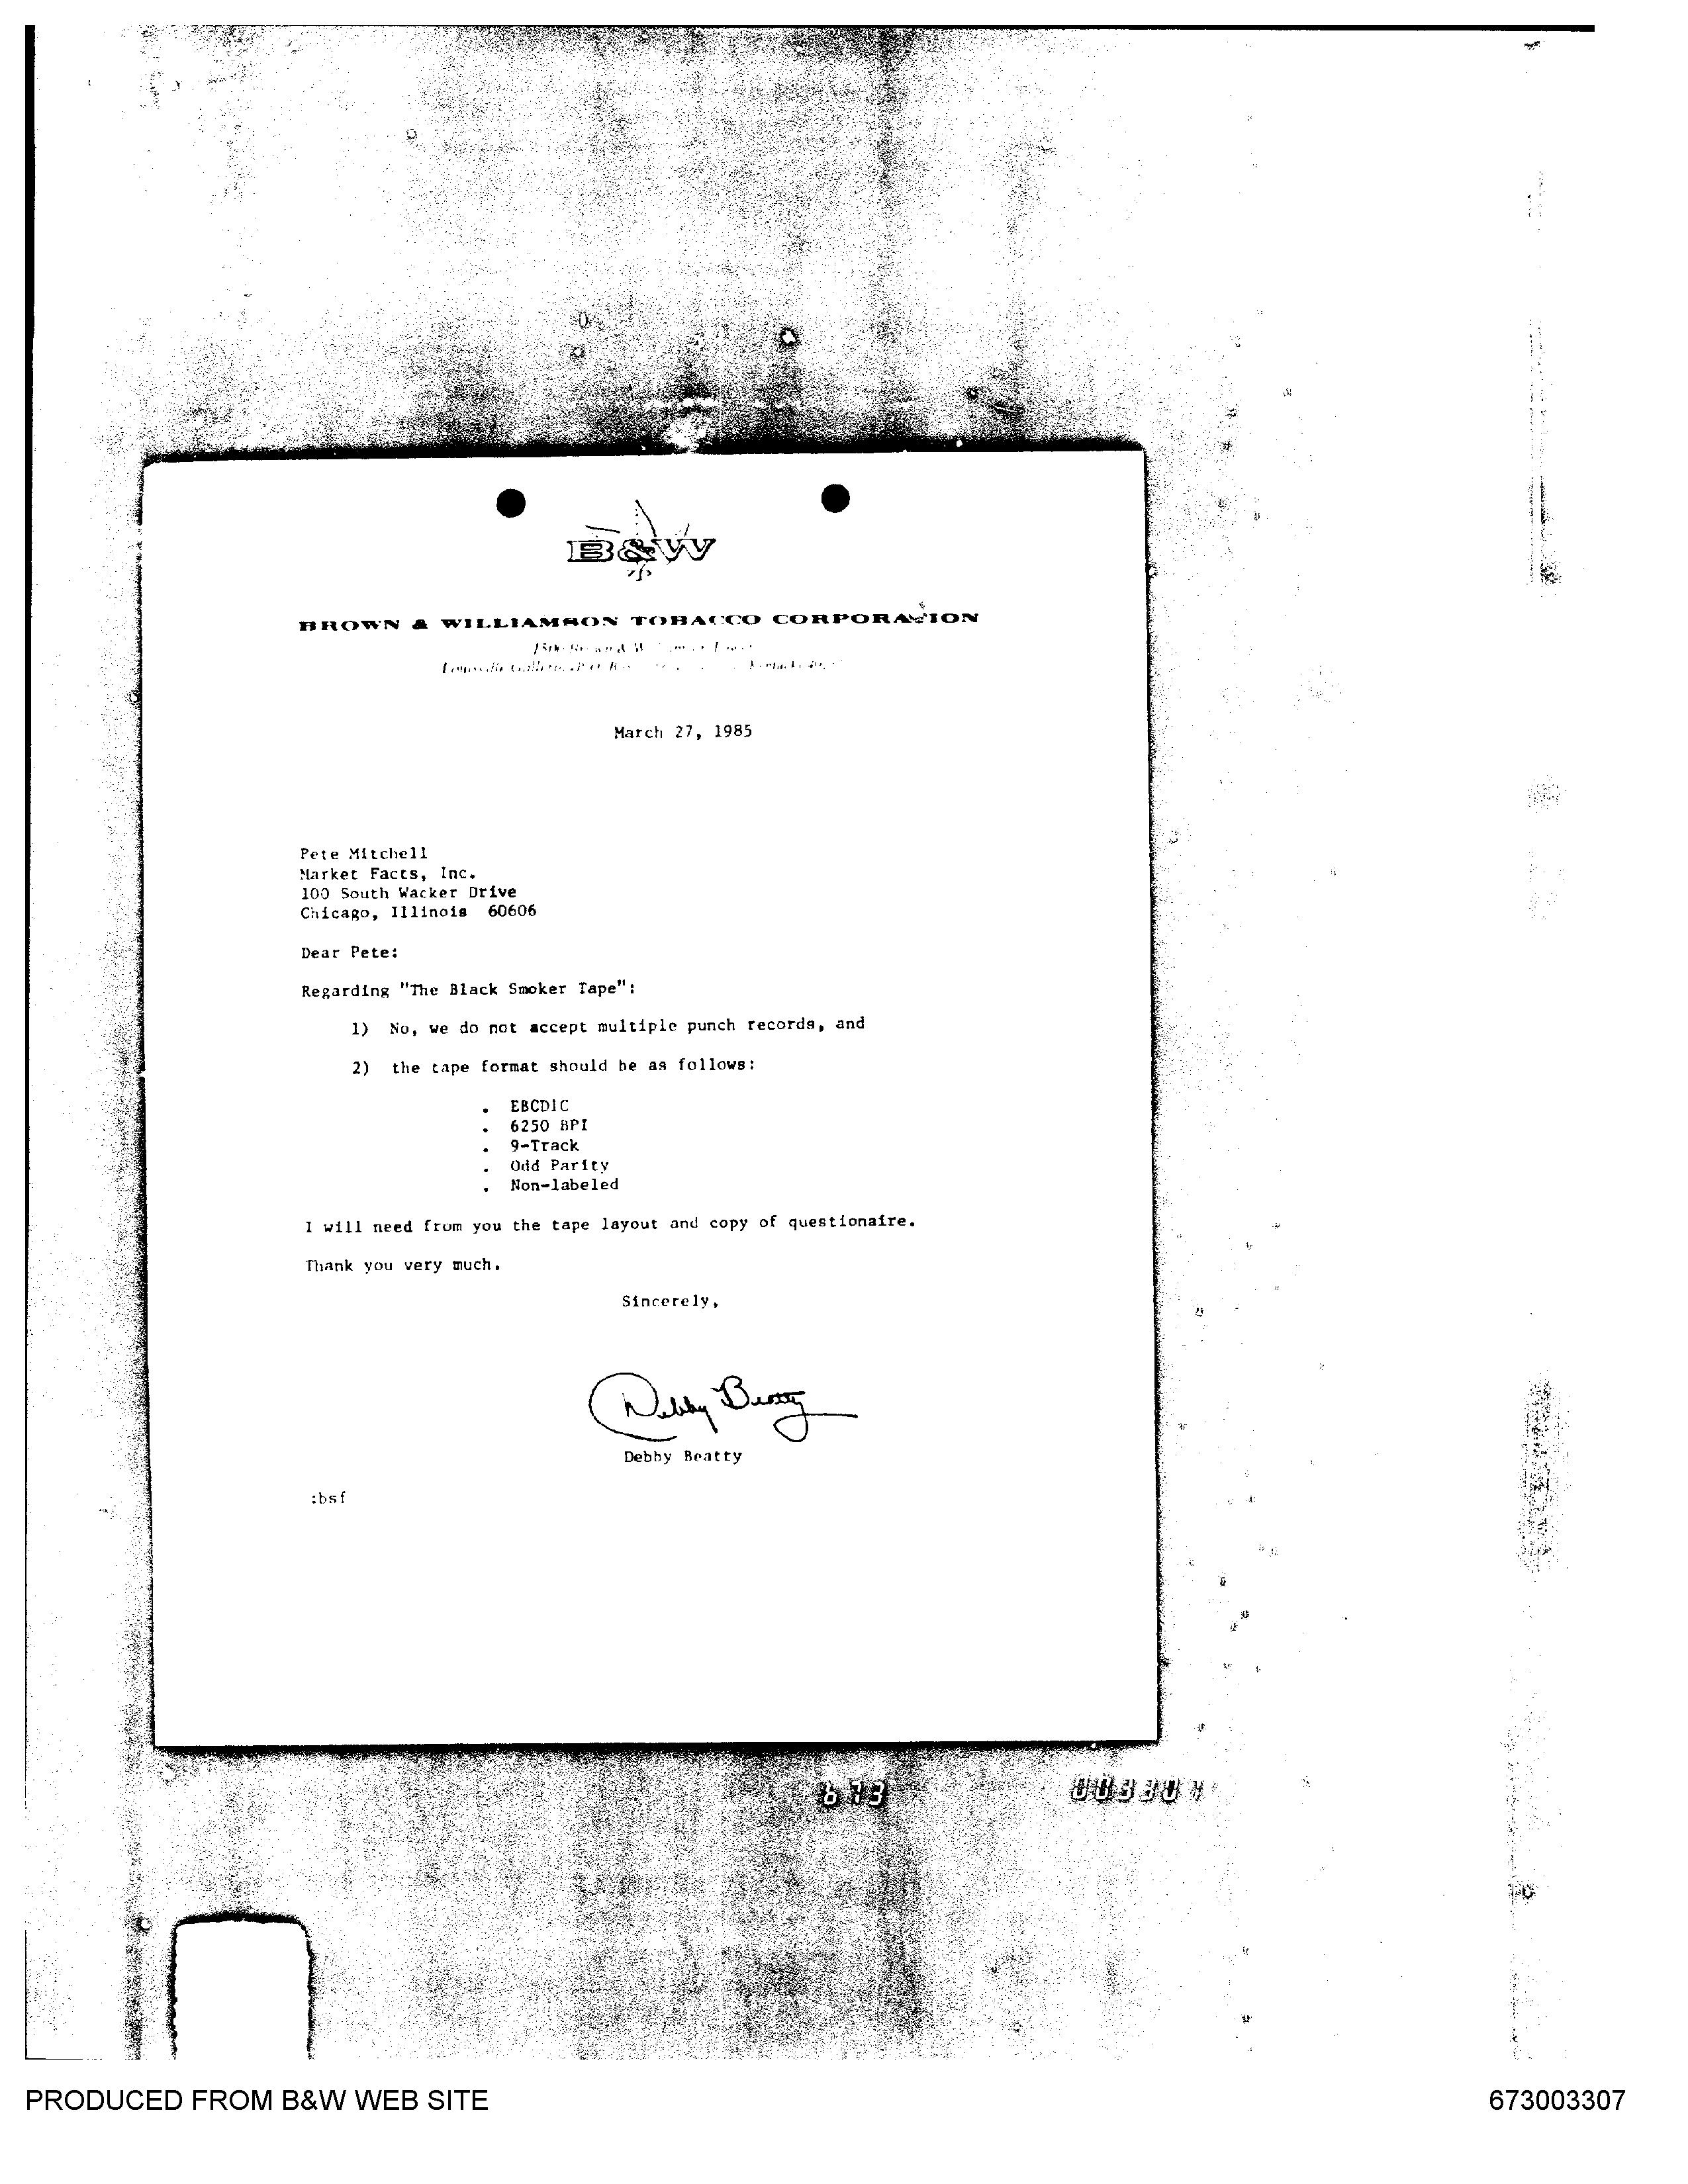 B&W
BROWN & WILLIAMSON TOBACCO CORPORATION
March 27, 1985
Pete Mitchell
Market Facts, Inc.
100 South Wacker Drive
Chicago, Illinois 60606
Dear Pete:
Regarding "The Black Smoker Tape":
1) No, we do not accept multiple punch records, and
2) the tape format should be as follows:
. EBCDIC
. 6250 BPI
. 9-Track
. Odd Parity
. Non-labeled
I will need from you the tape layout and copy of questionaire.
Thank you very much.
Sincerely,
Debby Beatty
Debby Beatty
:bsf
673 003307
PRODUCED FROM B&W WEB SITE 673003307